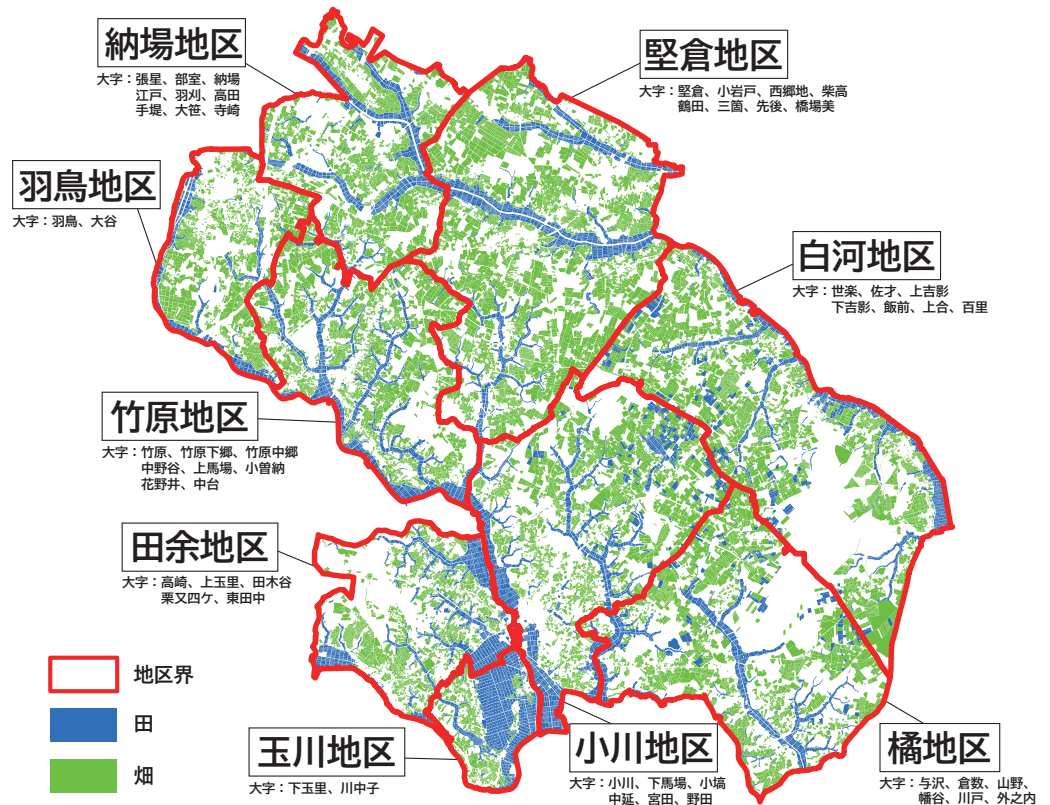 納場地区
大字：張星、部室、納場
江戸、羽刈、高田
手堤、大笹、寺崎
堅倉地区
大字：堅倉、小岩戸、西郷地、柴高
鶴田、三箇、先後、橋場美
羽鳥地区
大字：羽鳥、大谷
白河地区
大字：世楽、佐才、上吉影
下吉影、飯前、上合、百里
竹原地区
大字：竹原、竹原下郷、竹原中郷
中野谷、上馬場、小曽納
花野井、中台
田余地区
大字：高崎、上玉里、田木谷
栗又四ケ、東田中
地区界
田
畑
玉川地区
大字：下玉里、川中子
小川地区
大字：小川、下馬場、小塙
中延、宮田、野田
橘地区
大字：与沢、倉数、山野、
幡谷、川戸、外之内